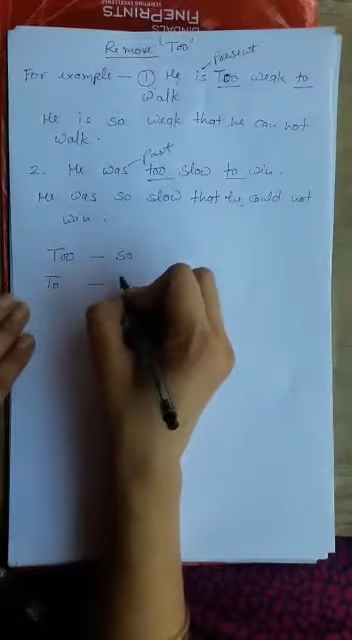 BINDALS
FINEPRINTS
Remove 'Too'
Present
For example — ① He is Too weak to
walk
He is so weak that he can not
walk.
Past
2. He was too slow to win.
He was so slow that he could not
win.
Too — so
To —